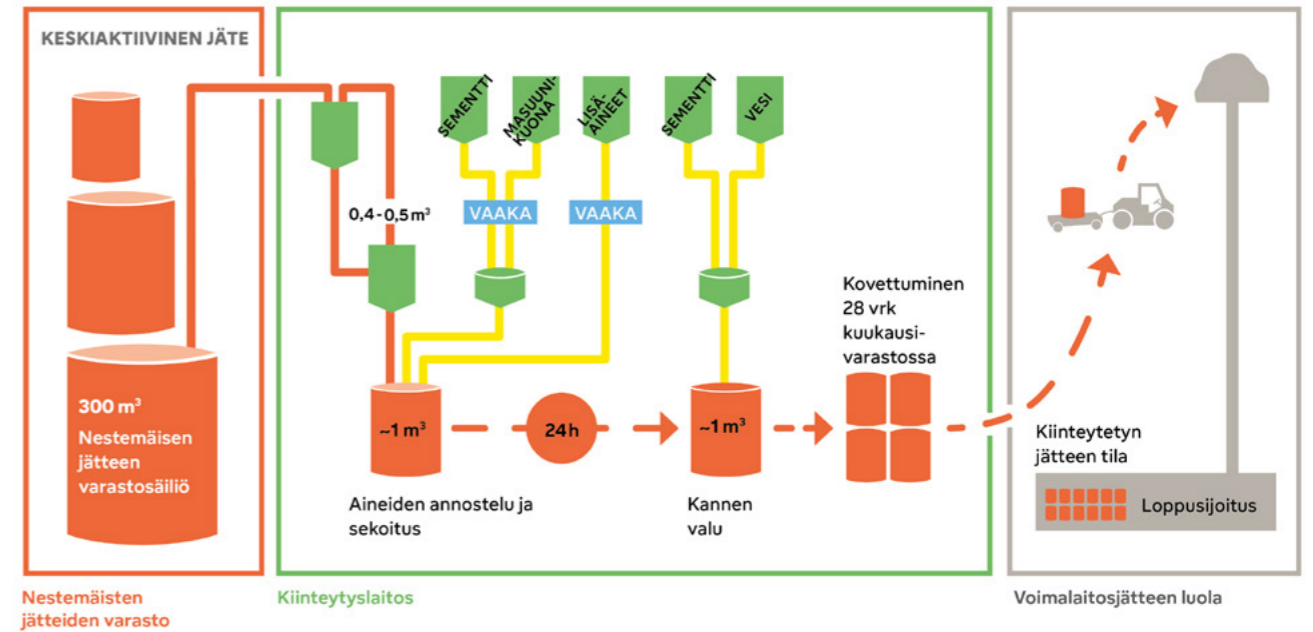 KESKIAKTIIVINEN JÄTE
300 m³
Nestemäisen
jätteen
varastosäiliö
Nestemäisten
jätteiden varasto
0,4-0,5 m³
SEMENTTI
MASUUNI-
KUONA
LISÄ-
AINEET
SEMENTTI
VESI
VAAKA
VAAKA
~1 m³
24 h
~1 m³
Aineiden annostelu ja
sekoitus
Kannen
valu
Kovettuminen
28 vrk
kuukausi-
varastossa
Kiinteytyslaitos
Kiinteytetyn
jätteen tila
Loppusijoitus
Voimalaitosjätteen luola